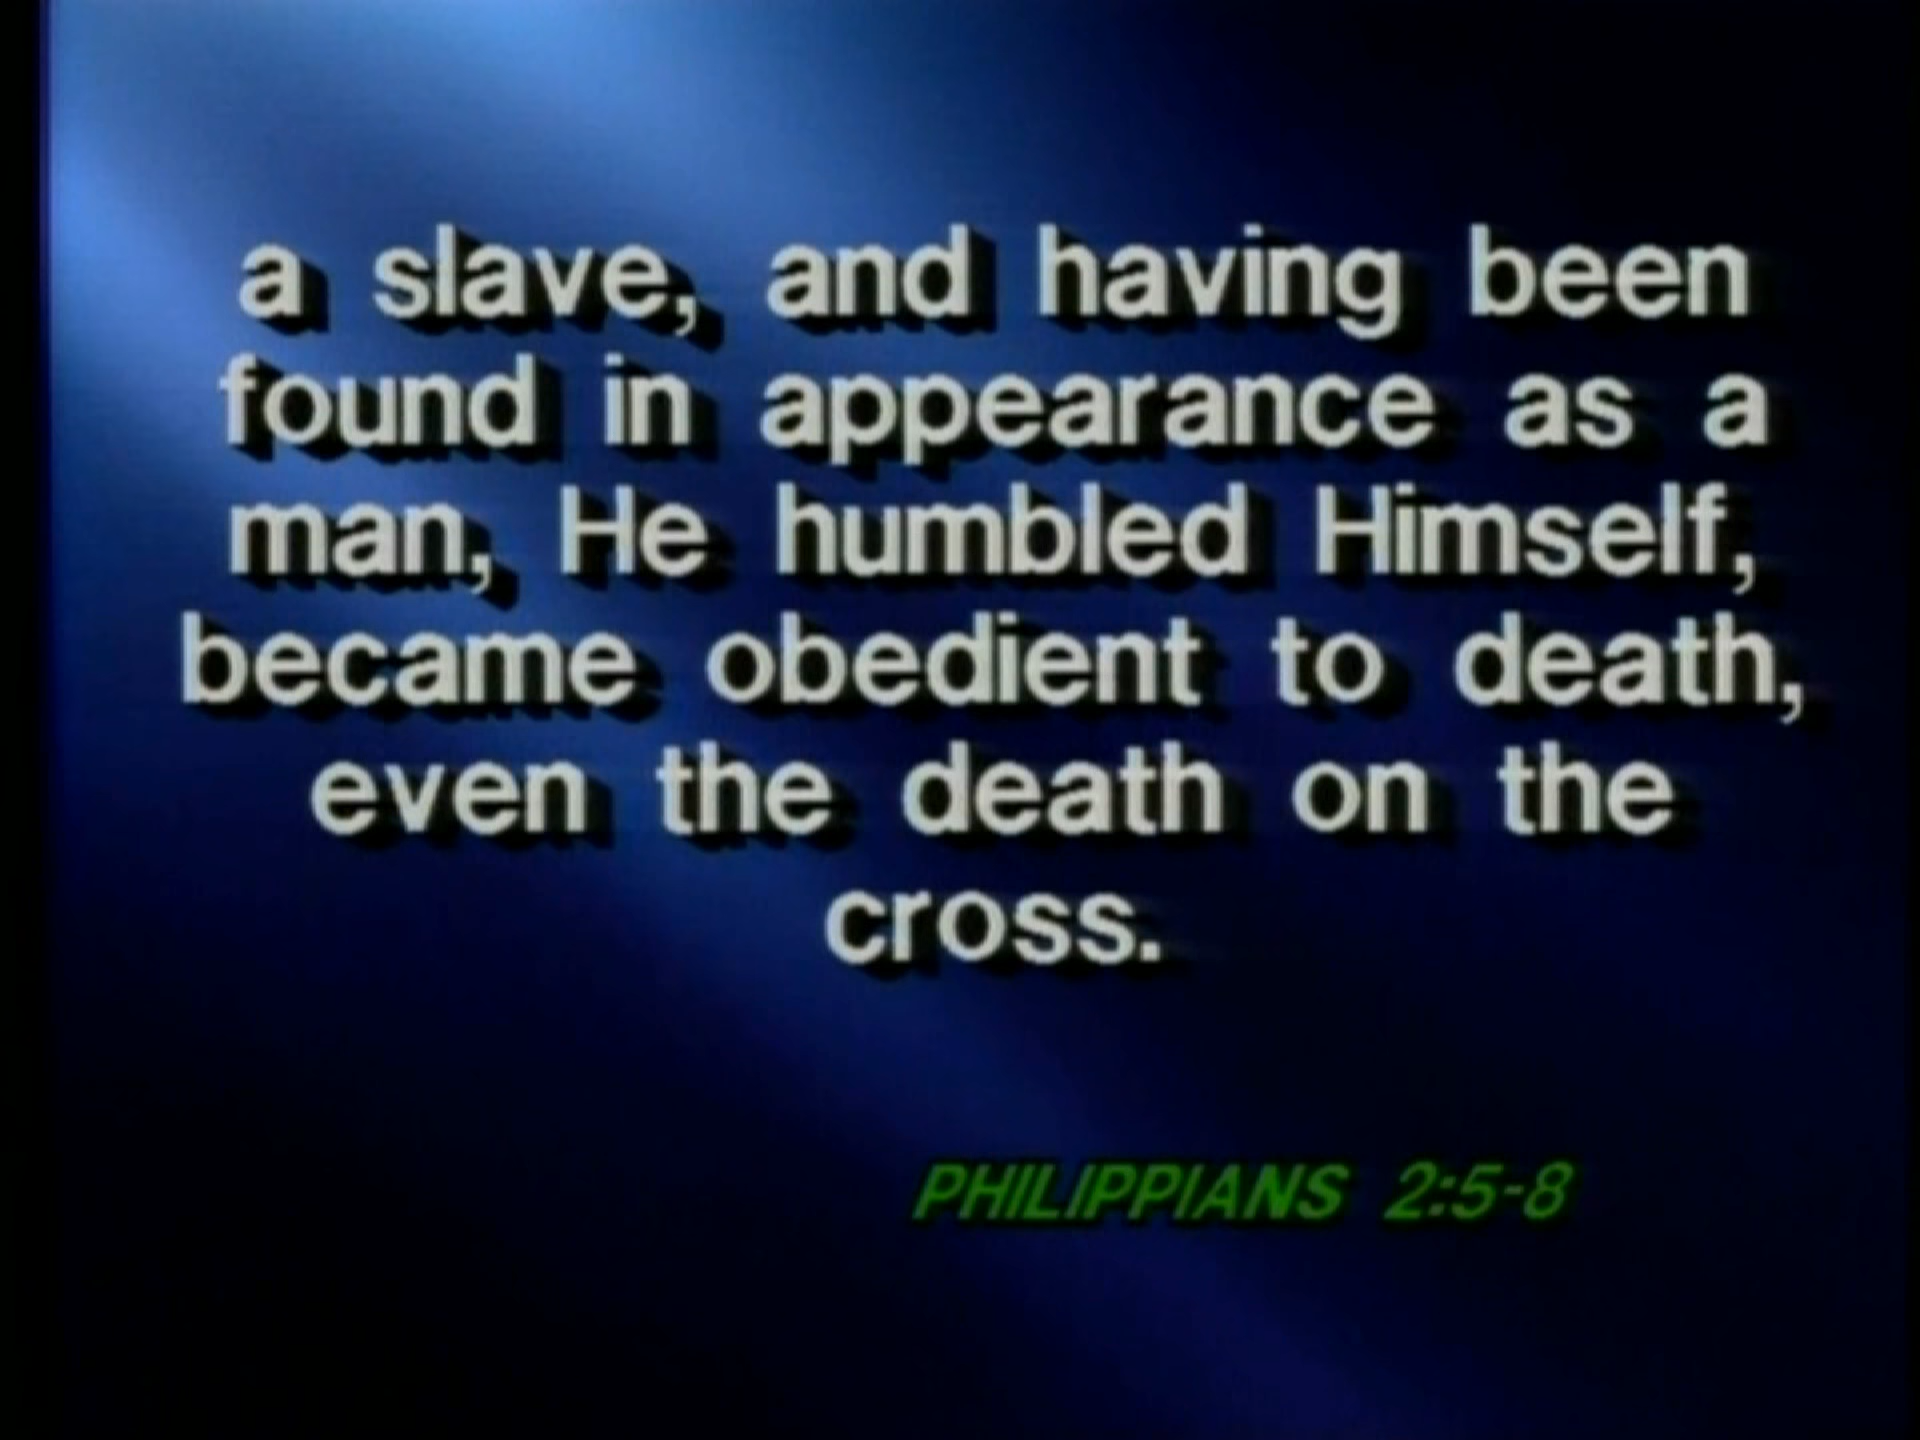 a slave, and having been
found in appearance as a
man, He humbled Himself,
became obedient to death,
even the death on the
cross.
PHILIPPIANS 2:5-8